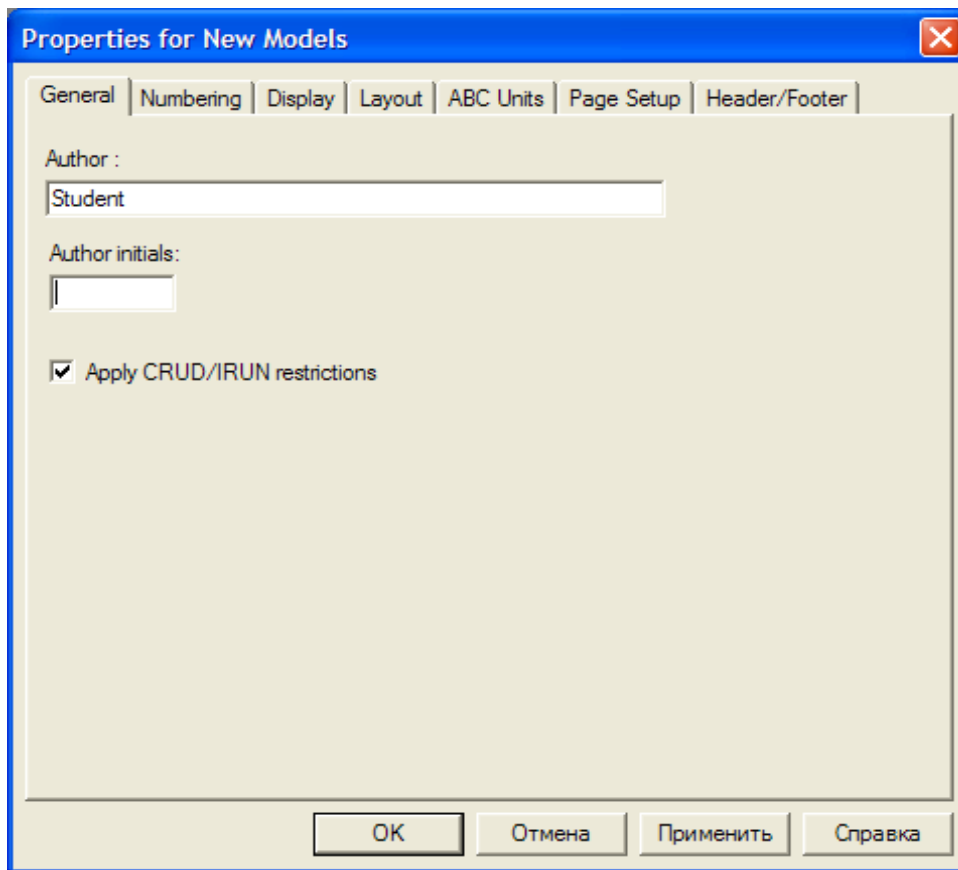 Properties for New Models
General Numbering Display Layout ABC Units Page Setup Header/Footer
Author :
Student
Author initials:
Apply CRUD/IRUN restrictions
OK Отмена Применить Справка